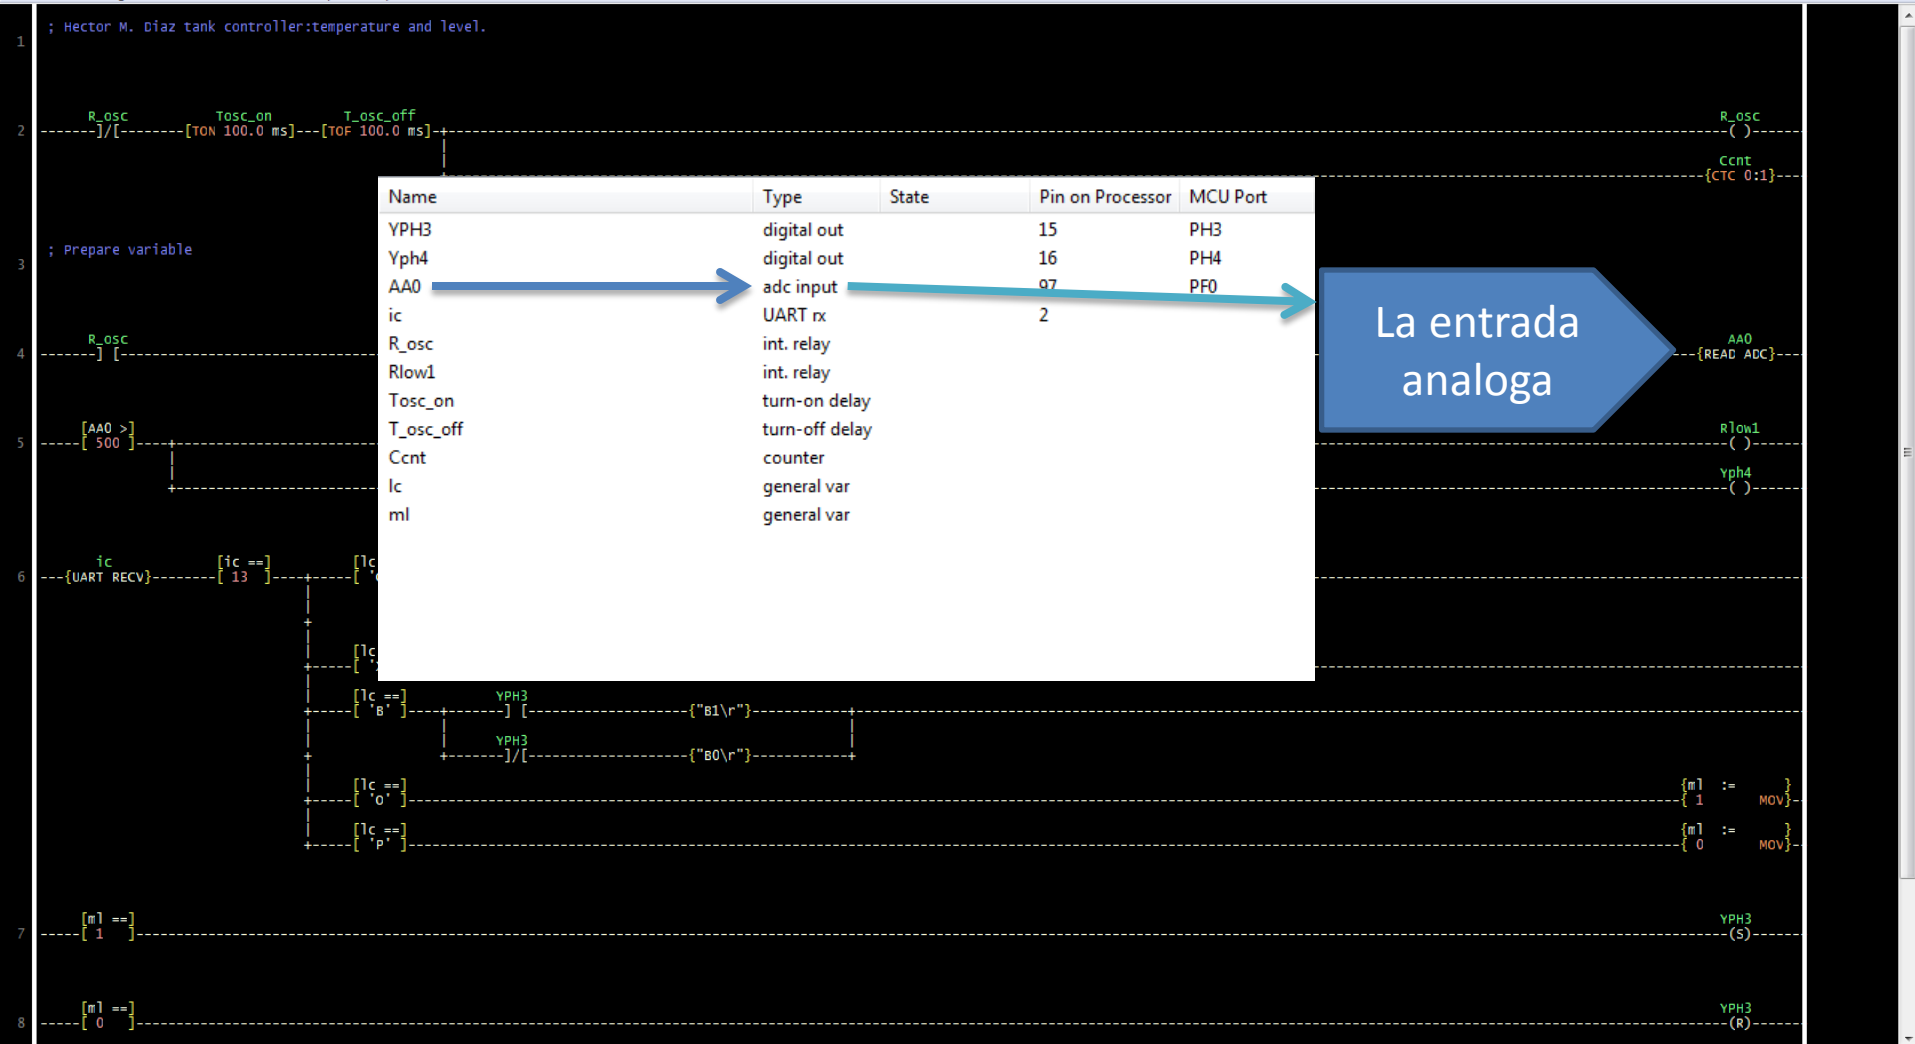 ; Hector M. Diaz tank controller:temperature and level.
1
R_osc Tosc_on T_osc_off R_osc
2 -------]/[--------[TON 100.0 ms]---[TOF 100.0 ms]-+ --( )------
Ccnt
--{CTC 0:1}----
Name Type State Pin on Processor MCU Port
YPH3 digital out 15 PH3
Yph4 digital out 16 PH4
AA0 adc input 97 PF0
ic UART rx 2
R_osc int. relay
Rlow1 int. relay
Tosc_on turn-on delay
T_osc_off turn-off delay
Ccnt counter
lc general var
ml general var
La entrada
analoga
; Prepare variable
3
R_osc AA0
4 -------] [------ ---{READ ADC}----
[AA0 >] Rlow1
5 -----[ 500 ]----+ --( )------
Yph4
--( )------
ic [ic ==] [lc
6 ---{UART RECV}--------[ 13 ]----+-----[
[lc
[lc ==] YPH3
[ 'B' ]----+-------] [--------------------{"B1\r"}------------+
YPH3
+-------]/[--------------------{"B0\r"}------------+
[lc ==] {ml := }
[ 'O' ] { 1 MOV}-
[lc ==] {ml := }
[ 'P' ] { 0 MOV}-
[ml ==] YPH3
7 -----[ 1 ] --(S)------
[ml ==] YPH3
8 -----[ 0 ] --(R)------